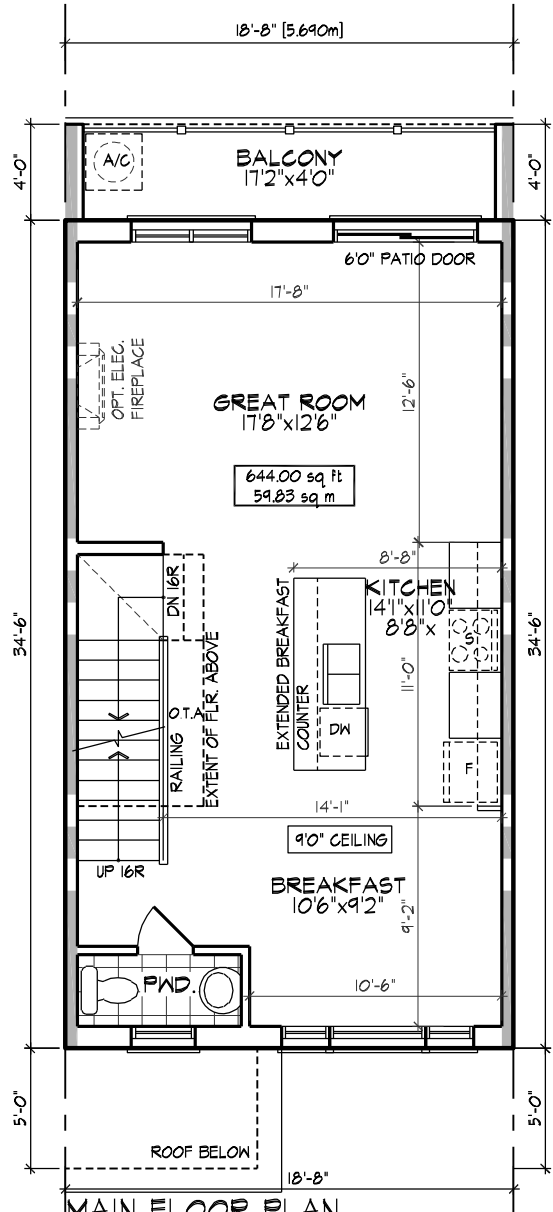 18'-8" [5.690m]
4'-0"
4'-0"
A/C
BALCONY
17'2"x4'0"
6'0" PATIO DOOR
17'-8"
OPT. ELEC.
FIREPLACE
12'-6"
GREAT ROOM
17'8"x12'6"
644.00 sq ft
59.83 sq m
8'-8"
DN 16R
KITCHEN
14'1"x11'0"
8'8"x
34'-6"
34'-6"
S
EXTENDED BREAKFAST
COUNTER
11'-0"
O.T.A
RAILING
EXTENT OF FLR. ABOVE
DW
F
14'-1"
9'0" CEILING
UP 16R
BREAKFAST
10'6"x9'2"
9'-2"
PWD.
10'-6"
5'-0"
5'-0"
ROOF BELOW
18'-8"
MAIN FLOOR PLAN